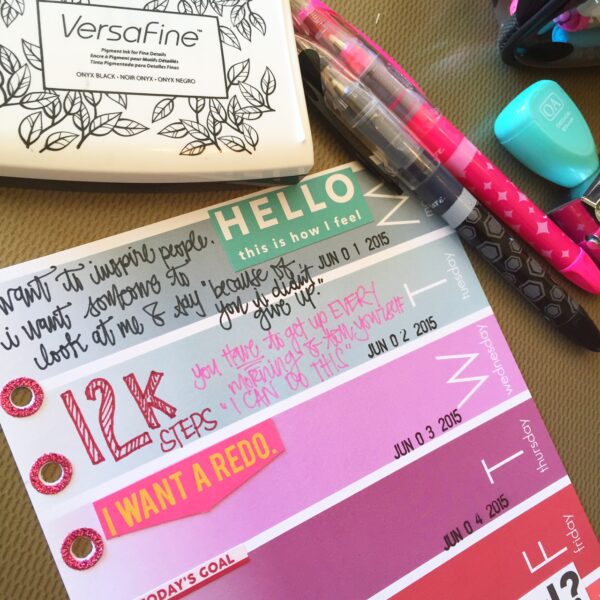 VERSAFINE™
Pigment Ink for Fine Details
Encre à Pigment pour Motifs Détaillés
Tinta Pigmentada para Detalles Finos
ONYX BLACK • NOIR ONYX • ONYX NEGRO
OA
HELLO
this is how I feel
M
JUN 0 1 2015
want to inspire people.
i want someone to
look at me & say "because of
you i didn't
give up."
T
tuesday
JUN 0 2 2015
you have to get up EVERY
morning & tell yourself
"I CAN DO THIS"
12K
STEPS
W
wednesday
JUN 0 3 2015
I WANT A REDO.
T
thursday
JUN 0 4 2015
F
friday
TODAY'S GOAL
!?